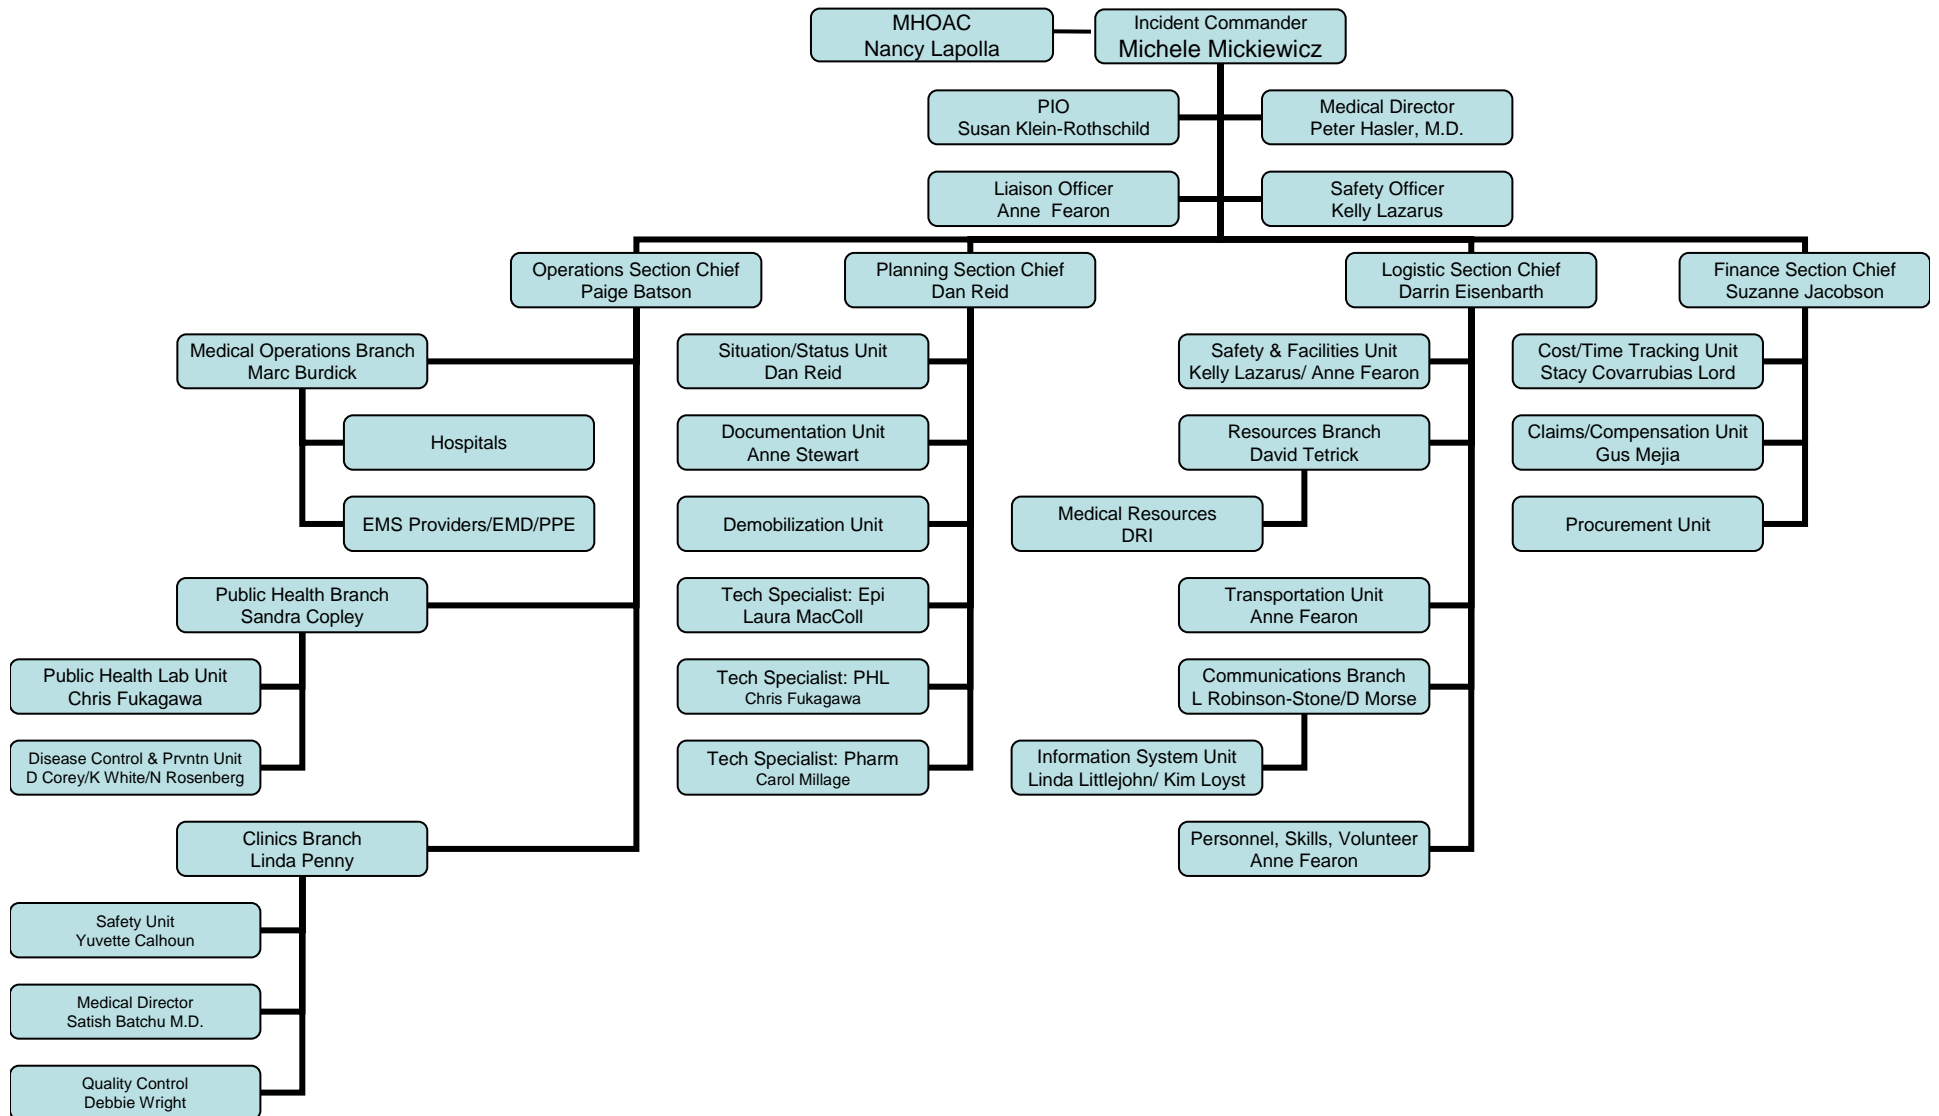 MHOAC
Nancy Lapolla
Incident Commander
Michele Mickiewicz
PIO
Susan Klein-Rothschild
Medical Director
Peter Hasler, M.D.
Liaison Officer
Anne Fearon
Safety Officer
Kelly Lazarus
Operations Section Chief
Paige Batson
Planning Section Chief
Dan Reid
Logistic Section Chief
Darrin Eisenbarth
Finance Section Chief
Suzanne Jacobson
Medical Operations Branch
Marc Burdick
Hospitals
EMS Providers/EMD/PPE
Public Health Branch
Sandra Copley
Public Health Lab Unit
Chris Fukagawa
Disease Control & Prvntn Unit
D Corey/K White/N Rosenberg
Clinics Branch
Linda Penny
Safety Unit
Yuvette Calhoun
Medical Director
Satish Batchu M.D.
Quality Control
Debbie Wright
Situation/Status Unit
Dan Reid
Documentation Unit
Anne Stewart
Demobilization Unit
Tech Specialist: Epi
Laura MacColl
Tech Specialist: PHL
Chris Fukagawa
Tech Specialist: Pharm
Carol Millage
Safety & Facilities Unit
Kelly Lazarus/ Anne Fearon
Resources Branch
David Tetrick
Medical Resources
DRI
Transportation Unit
Anne Fearon
Communications Branch
L Robinson-Stone/D Morse
Information System Unit
Linda Littlejohn/ Kim Loyst
Personnel, Skills, Volunteer
Anne Fearon
Cost/Time Tracking Unit
Stacy Covarrubias Lord
Claims/Compensation Unit
Gus Mejia
Procurement Unit